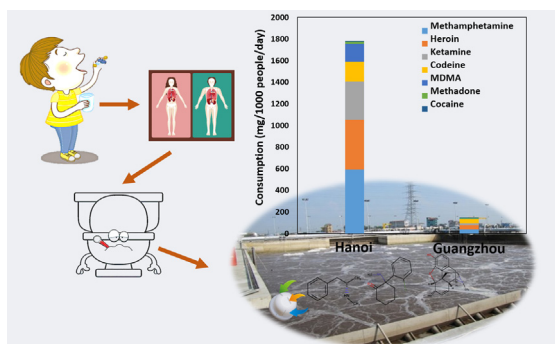 Consumption (mg/1000 people/day)
2000
1800
1600
1400
1200
1000
800
600
400
200
0
Methamphetamine
Heroin
Ketamine
Codeine
MDMA
Methadone
Cocaine
Hanoi
Guangzhou